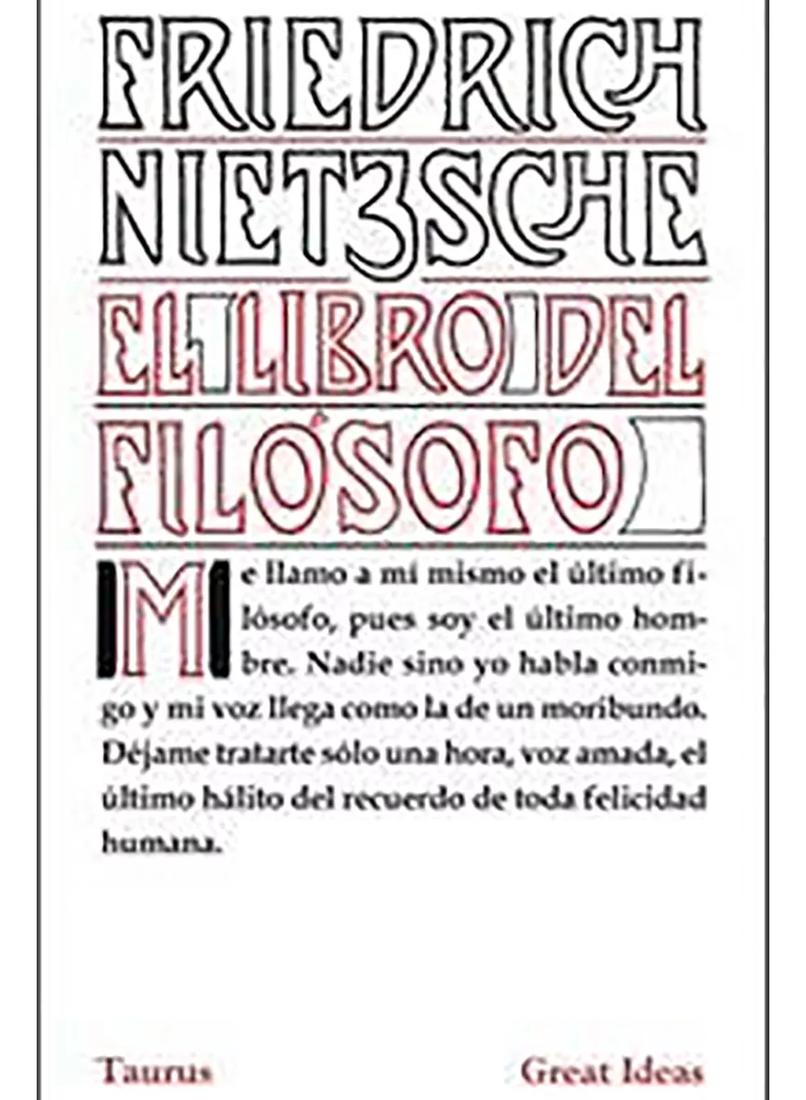 FRIEDRICH
NIETZSCHE
EL LIBRO DEL
FILÓSOFO
Me llamo a mí mismo el último fi-
lósofo, pues soy el último hom-
bre. Nadie sino yo habla conmi-
go y mi voz llega como la de un moribundo.
Déjame tratarte sólo una hora, voz amada, el
último hálito del recuerdo de toda felicidad
humana.
Taurus Great Ideas